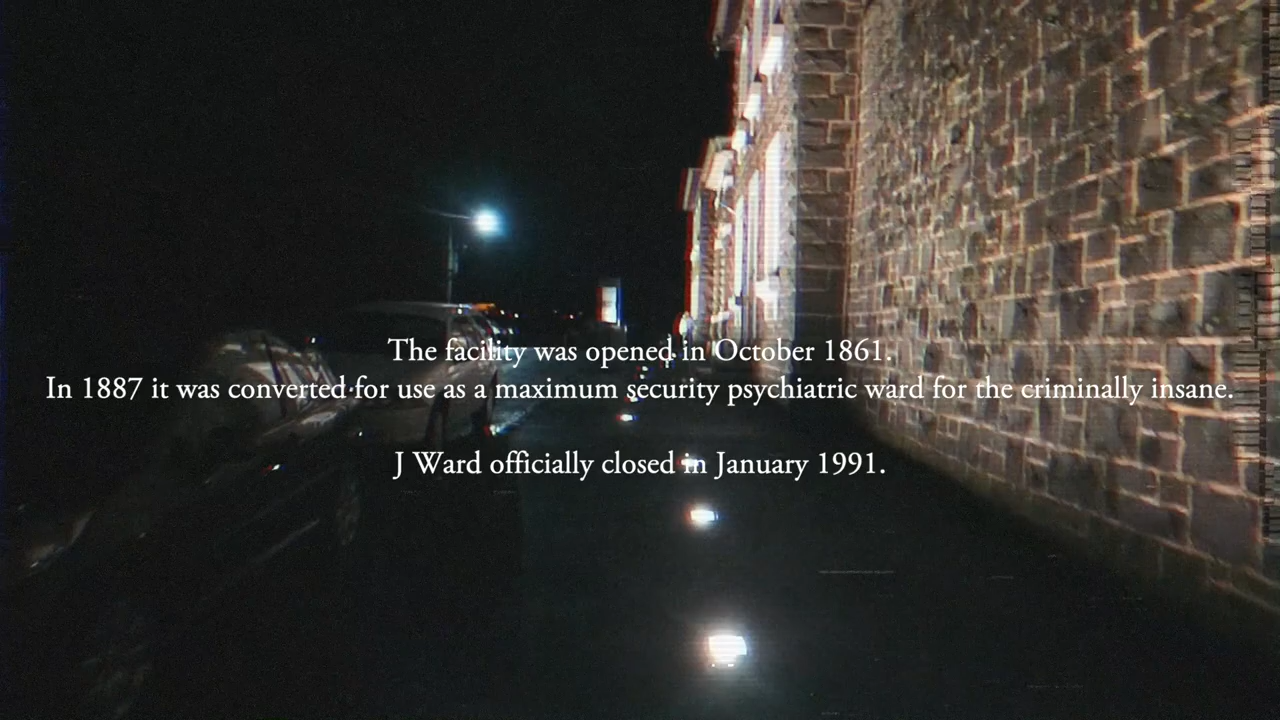 The facility was opened in October 1861.
In 1887 it was converted for use as a maximum security psychiatric ward for the criminally insane.
J Ward officially closed in January 1991.